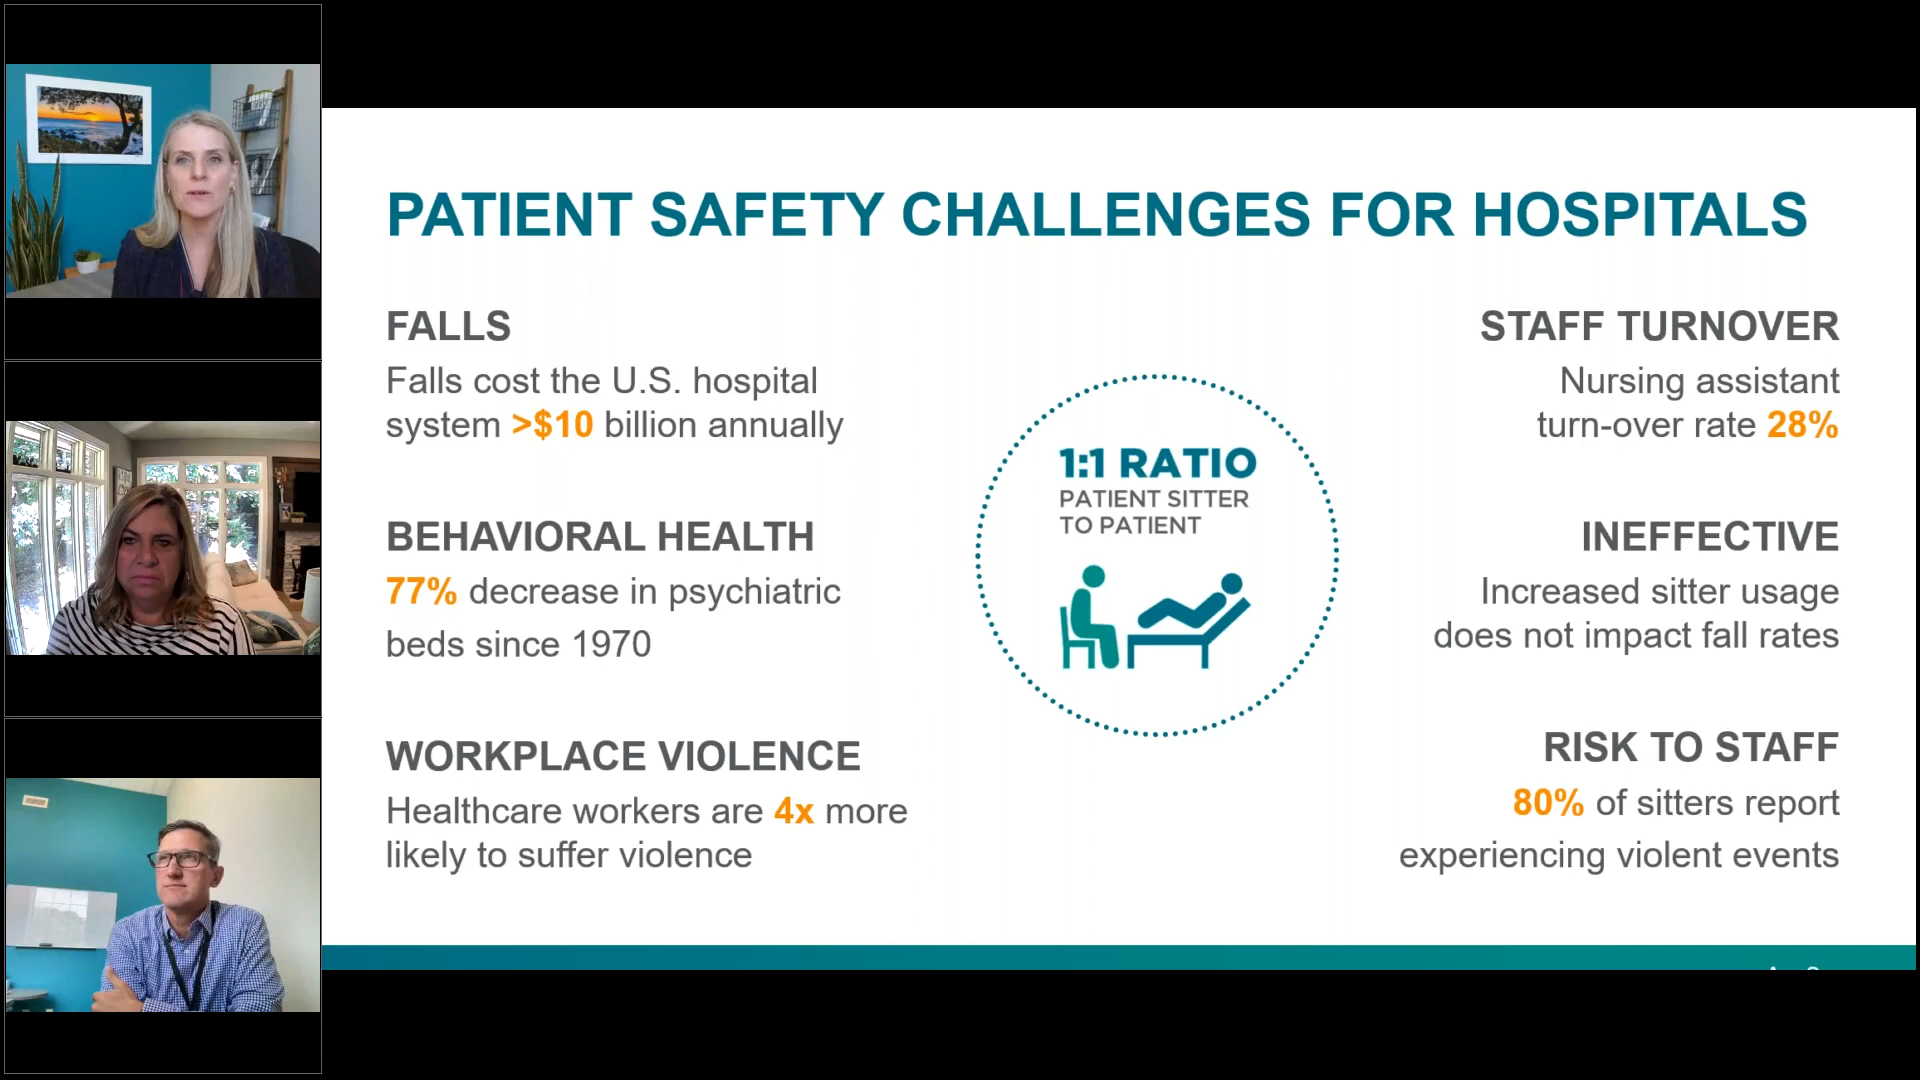 PATIENT SAFETY CHALLENGES FOR HOSPITALS
FALLS
Falls cost the U.S. hospital
system >$10 billion annually
BEHAVIORAL HEALTH
77% decrease in psychiatric
beds since 1970
WORKPLACE VIOLENCE
Healthcare workers are 4x more
likely to suffer violence
1:1 RATIO
PATIENT SITTER
TO PATIENT
STAFF TURNOVER
Nursing assistant
turn-over rate 28%
INEFFECTIVE
Increased sitter usage
does not impact fall rates
RISK TO STAFF
80% of sitters report
experiencing violent events